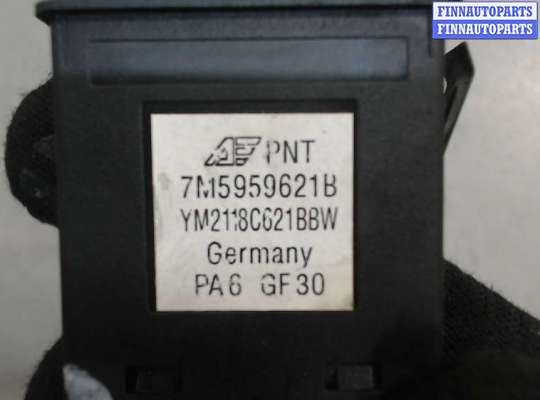 FINNAUTOPARTS
FINNAUTOPARTS
PNT
7M5959621B
YM2118C621BBW
Germany
PA6 GF30